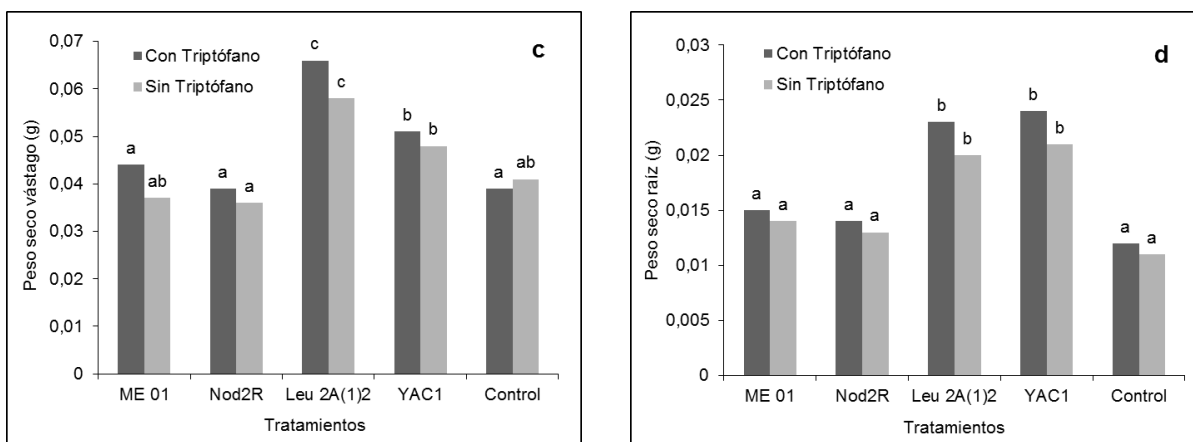 c
Con Triptófano
Sin Triptófano
Peso seco vástago (g)
0,07
0,06
0,05
0,04
0,03
0,02
0,01
0
a ab a a c c b b a ab
ME 01 Nod2R Leu 2A(1)2 YAC1 Control
Tratamientos
d
Con Triptófano
Sin Triptófano
Peso seco raíz (g)
0,03
0,025
0,02
0,015
0,01
0,005
0
a a a a b b b b a a
ME 01 Nod2R Leu 2A(1)2 YAC1 Control
Tratamientos